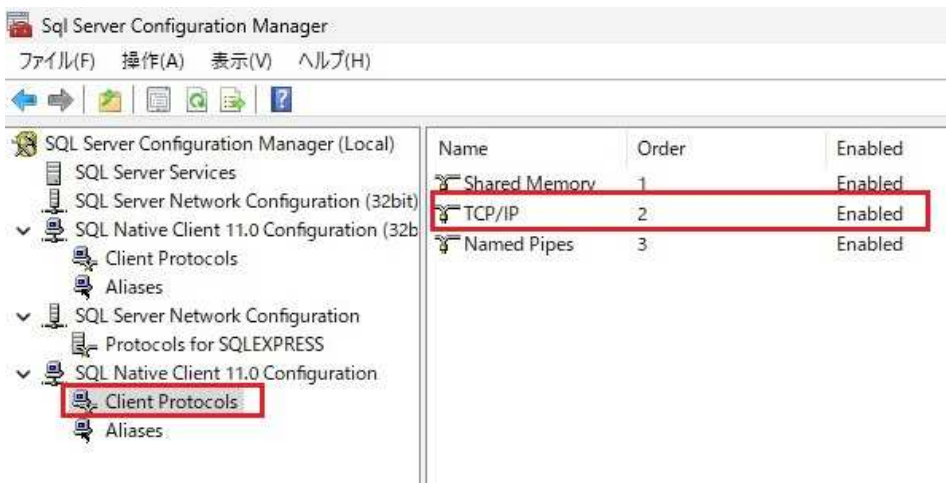 Sql Server Configuration Manager
ファイル(F) 操作(A) 表示(V) ヘルプ(H)
SQL Server Configuration Manager (Local)
SQL Server Services
SQL Server Network Configuration (32bit)
SQL Native Client 11.0 Configuration (32b
Client Protocols
Aliases
SQL Server Network Configuration
Protocols for SQLEXPRESS
SQL Native Client 11.0 Configuration
Client Protocols
Aliases
Name Order Enabled
Shared Memory 1 Enabled
TCP/IP 2 Enabled
Named Pipes 3 Enabled